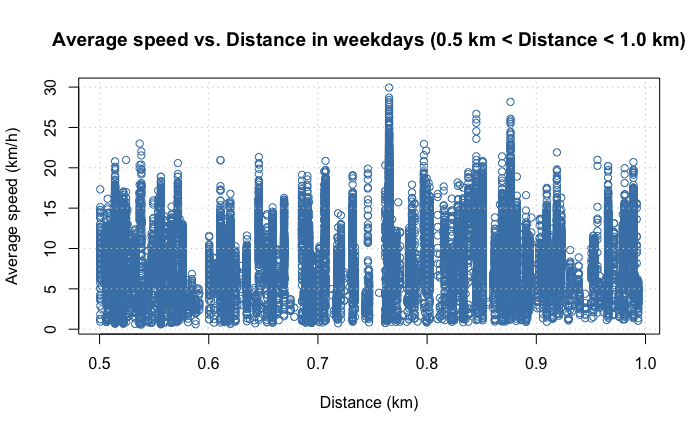 Average speed vs. Distance in weekdays (0.5 km < Distance < 1.0 km)
30
25
20
15
10
5
0
Average speed (km/h)
0.5 0.6 0.7 0.8 0.9 1.0
Distance (km)